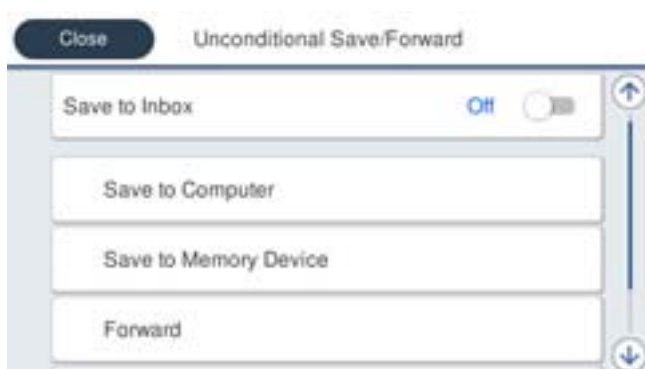 Close Unconditional Save/Forward
Save to Inbox Off
Save to Computer
Save to Memory Device
Forward